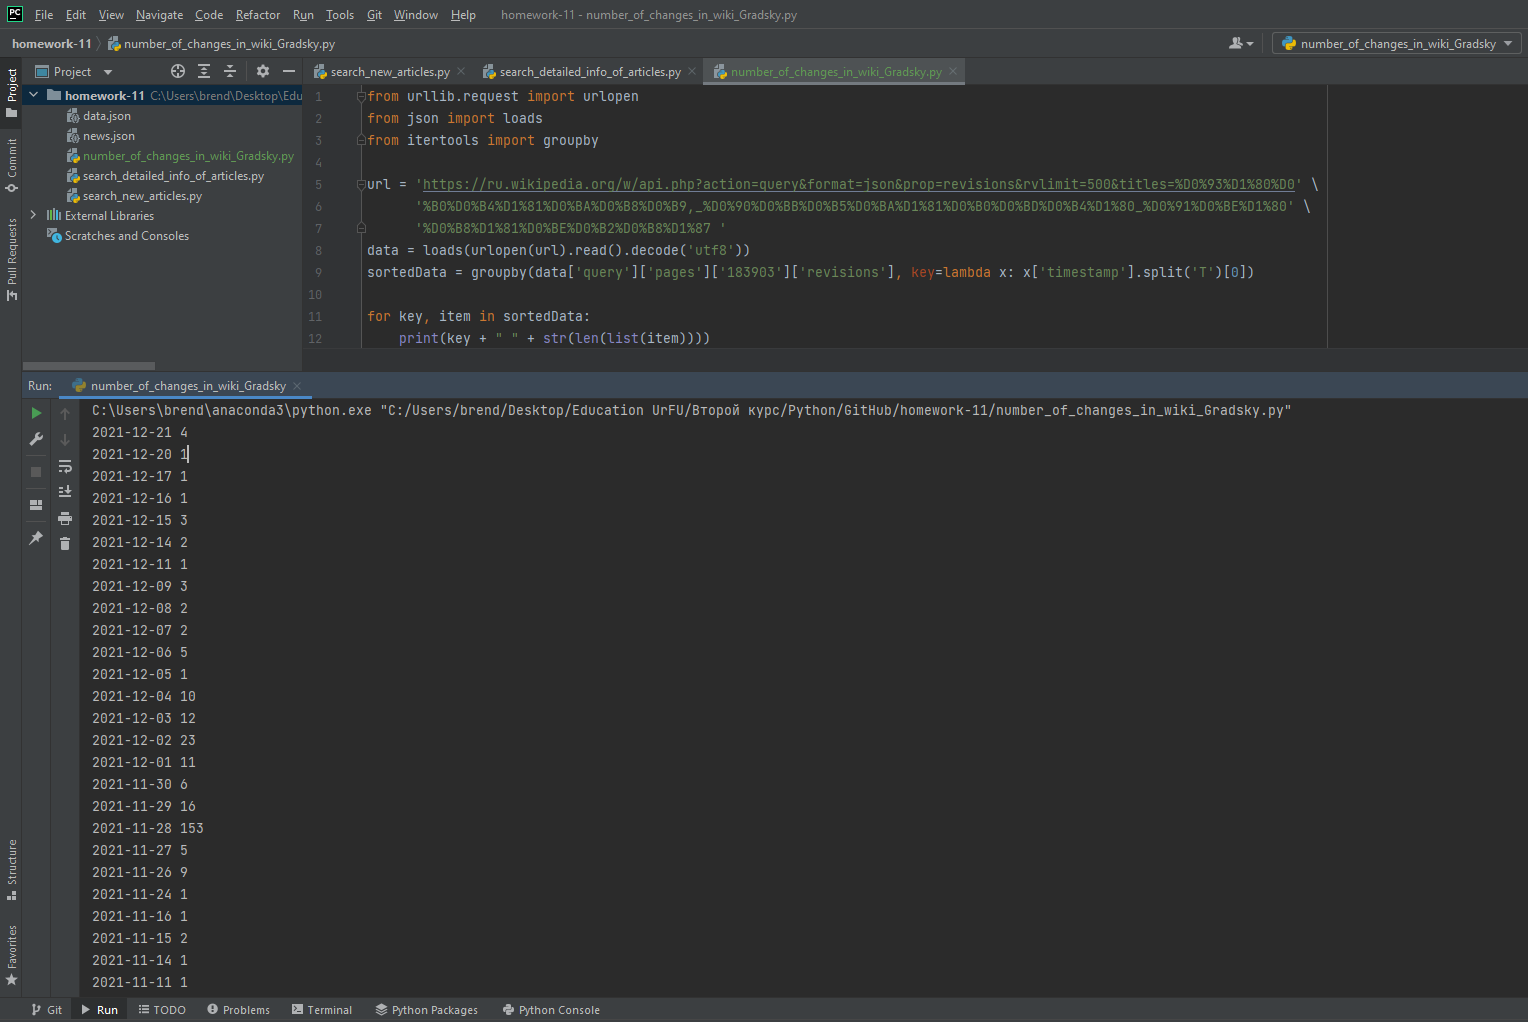 PC File Edit View Navigate Code Refactor Run Tools Git Window Help homework-11 - number_of_changes_in_wiki_Gradsky.py
homework-11 number_of_changes_in_wiki_Gradsky.py number_of_changes_in_wiki_Gradsky
Project
search_new_articles.py search_detailed_info_of_articles.py number_of_changes_in_wiki_Gradsky.py
homework-11 C:\Users\brend\Desktop\Edu
data.json
news.json
number_of_changes_in_wiki_Gradsky.py
search_detailed_info_of_articles.py
search_new_articles.py
External Libraries
Scratches and Consoles
Project
Commit
Pull Requests
Structure
Favorites
1 from urllib.request import urlopen
2 from json import loads
3 from itertools import groupby
4
5 url = 'https://ru.wikipedia.org/w/api.php?action=query&format=json&prop=revisions&rvlimit=500&titles=%D0%93%D1%80%D0' \
6 '%B0%D0%B4%D1%81%D0%BA%D0%B8%D0%B9,_%D0%90%D0%BB%D0%B5%D0%BA%D1%81%D0%B0%D0%BD%D0%B4%D1%80_%D0%91%D0%BE%D1%80' \
7 '%D0%B8%D1%81%D0%BE%D0%B2%D0%B8%D1%87 '
8 data = loads(urlopen(url).read().decode('utf8'))
9 sortedData = groupby(data['query']['pages']['183903']['revisions'], key=lambda x: x['timestamp'].split('T')[0])
10
11 for key, item in sortedData:
12 print(key + " " + str(len(list(item))))
Run: number_of_changes_in_wiki_Gradsky
C:\Users\brend\anaconda3\python.exe "C:/Users/brend/Desktop/Education UrFU/Второй курс/Python/GitHub/homework-11/number_of_changes_in_wiki_Gradsky.py"
2021-12-21 4
2021-12-20 1
2021-12-17 1
2021-12-16 1
2021-12-15 3
2021-12-14 2
2021-12-11 1
2021-12-09 3
2021-12-08 2
2021-12-07 2
2021-12-06 5
2021-12-05 1
2021-12-04 10
2021-12-03 12
2021-12-02 23
2021-12-01 11
2021-11-30 6
2021-11-29 16
2021-11-28 153
2021-11-27 5
2021-11-26 9
2021-11-24 1
2021-11-16 1
2021-11-15 2
2021-11-14 1
2021-11-11 1
Git Run TODO Problems Terminal Python Packages Python Console